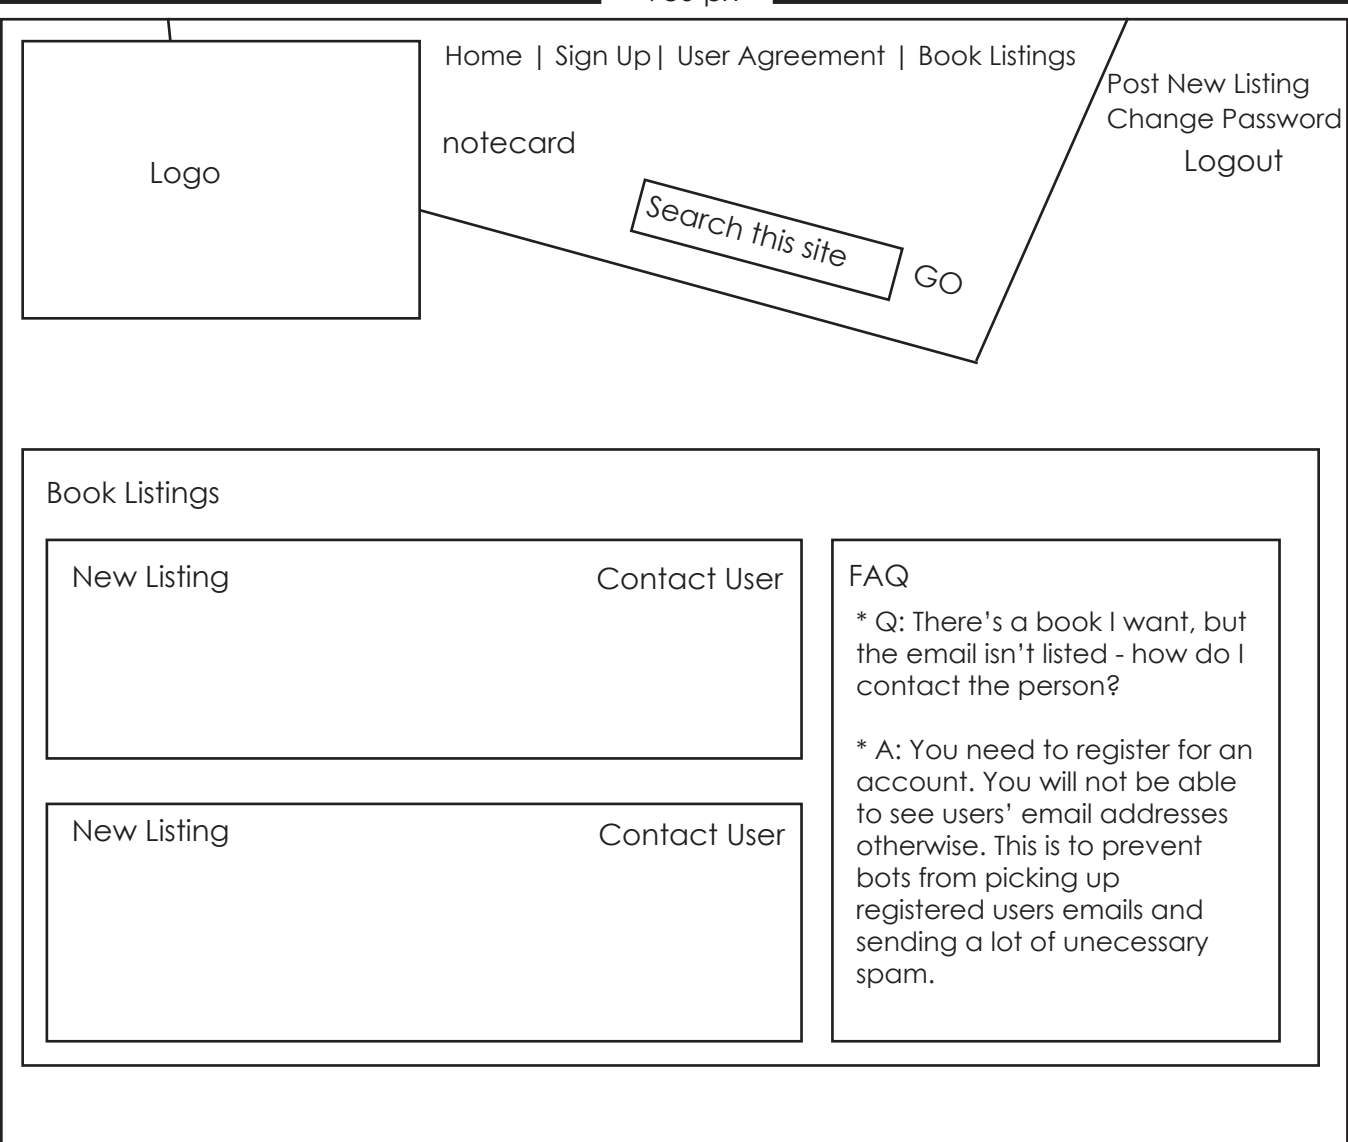 Home | Sign Up| User Agreement | Book Listings
Post New Listing
Change Password
Logout
Logo
notecard
Search this site
GO
Book Listings
New Listing
Contact User
New Listing
Contact User
FAQ
* Q: There’s a book I want, but
the email isn’t listed - how do I
contact the person?
* A: You need to register for an
account. You will not be able
to see users’ email addresses
otherwise. This is to prevent
bots from picking up
registered users emails and
sending a lot of unecessary
spam.